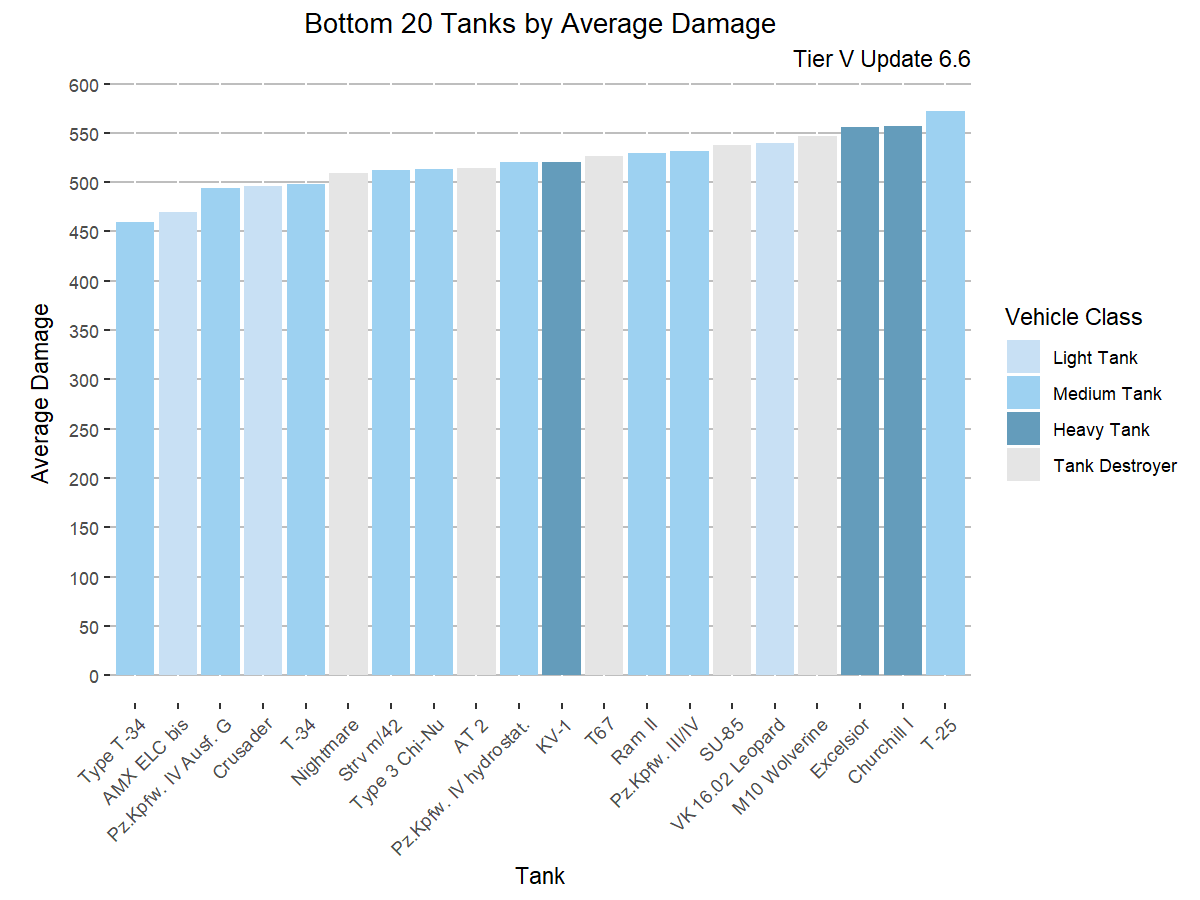 Bottom 20 Tanks by Average Damage
Tier V Update 6.6
600
550
500
450
400
350
300
250
200
150
100
50
0
Average Damage
Type T-34
AMX ELC bis
Pz.Kpfw. IV Ausf. G
Crusader
T-34
Nightmare
Strv m/42
Type 3 Chi-Nu
AT 2
Pz.Kpfw. IV hydrostat.
KV-1
T67
Ram II
Pz.Kpfw. III/IV
SU-85
VK 16.02 Leopard
M10 Wolverine
Excelsior
Churchill I
T-25
Tank
Vehicle Class
Light Tank
Medium Tank
Heavy Tank
Tank Destroyer